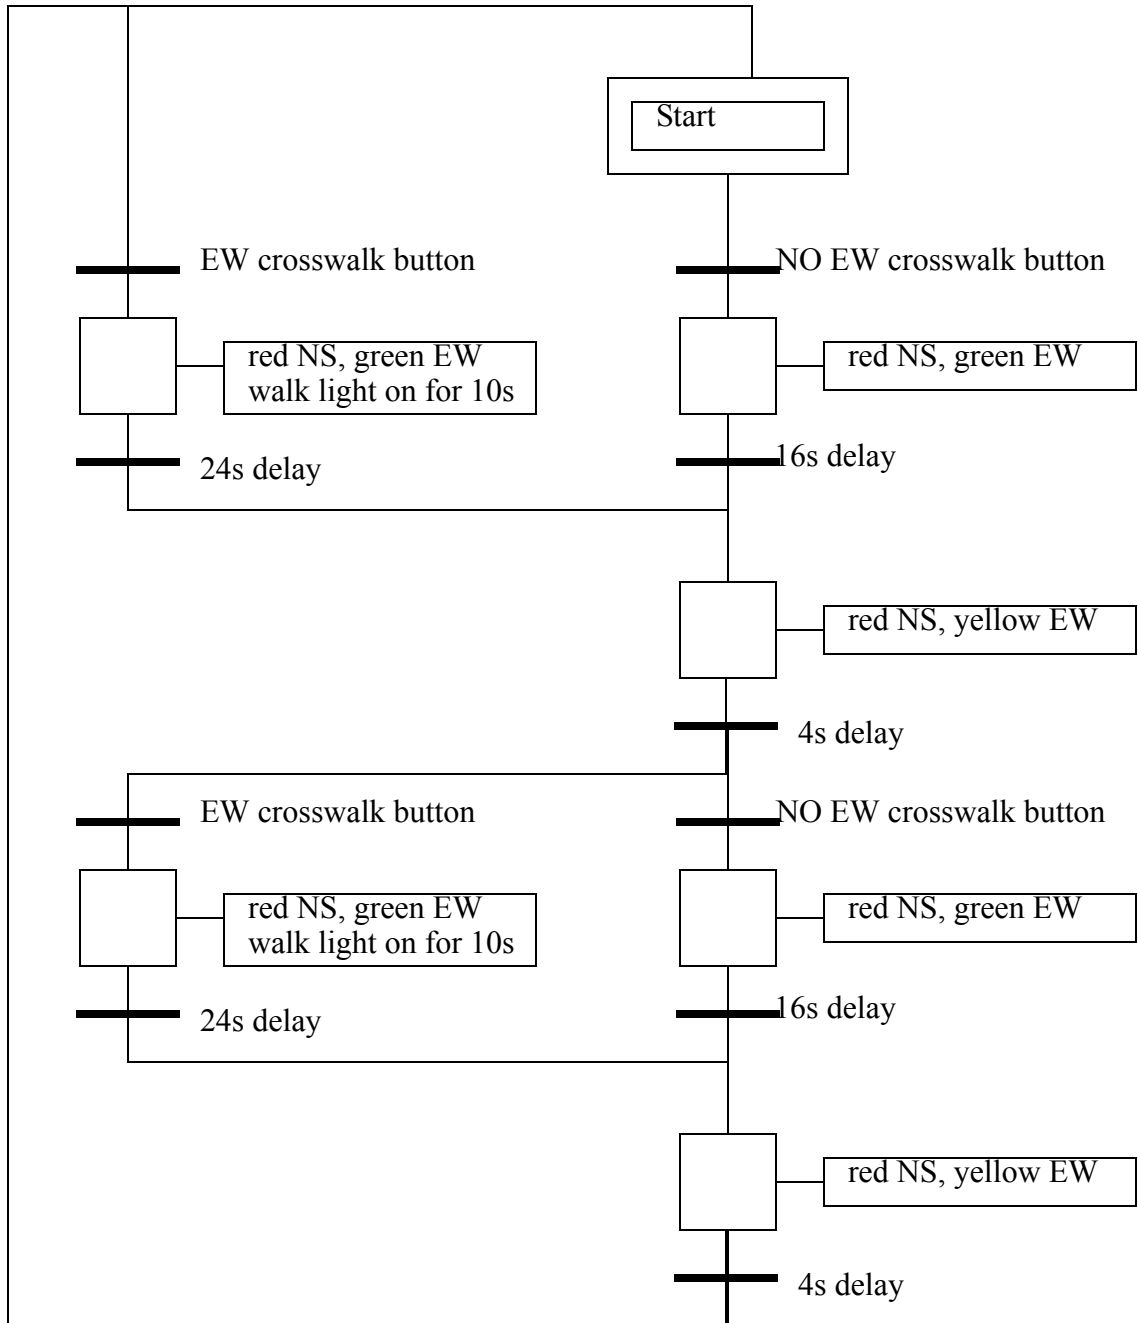 Start
EW crosswalk button
NO EW crosswalk button
red NS, green EW
walk light on for 10s
red NS, green EW
24s delay
16s delay
red NS, yellow EW
4s delay
EW crosswalk button
NO EW crosswalk button
red NS, green EW
walk light on for 10s
red NS, green EW
24s delay
16s delay
red NS, yellow EW
4s delay